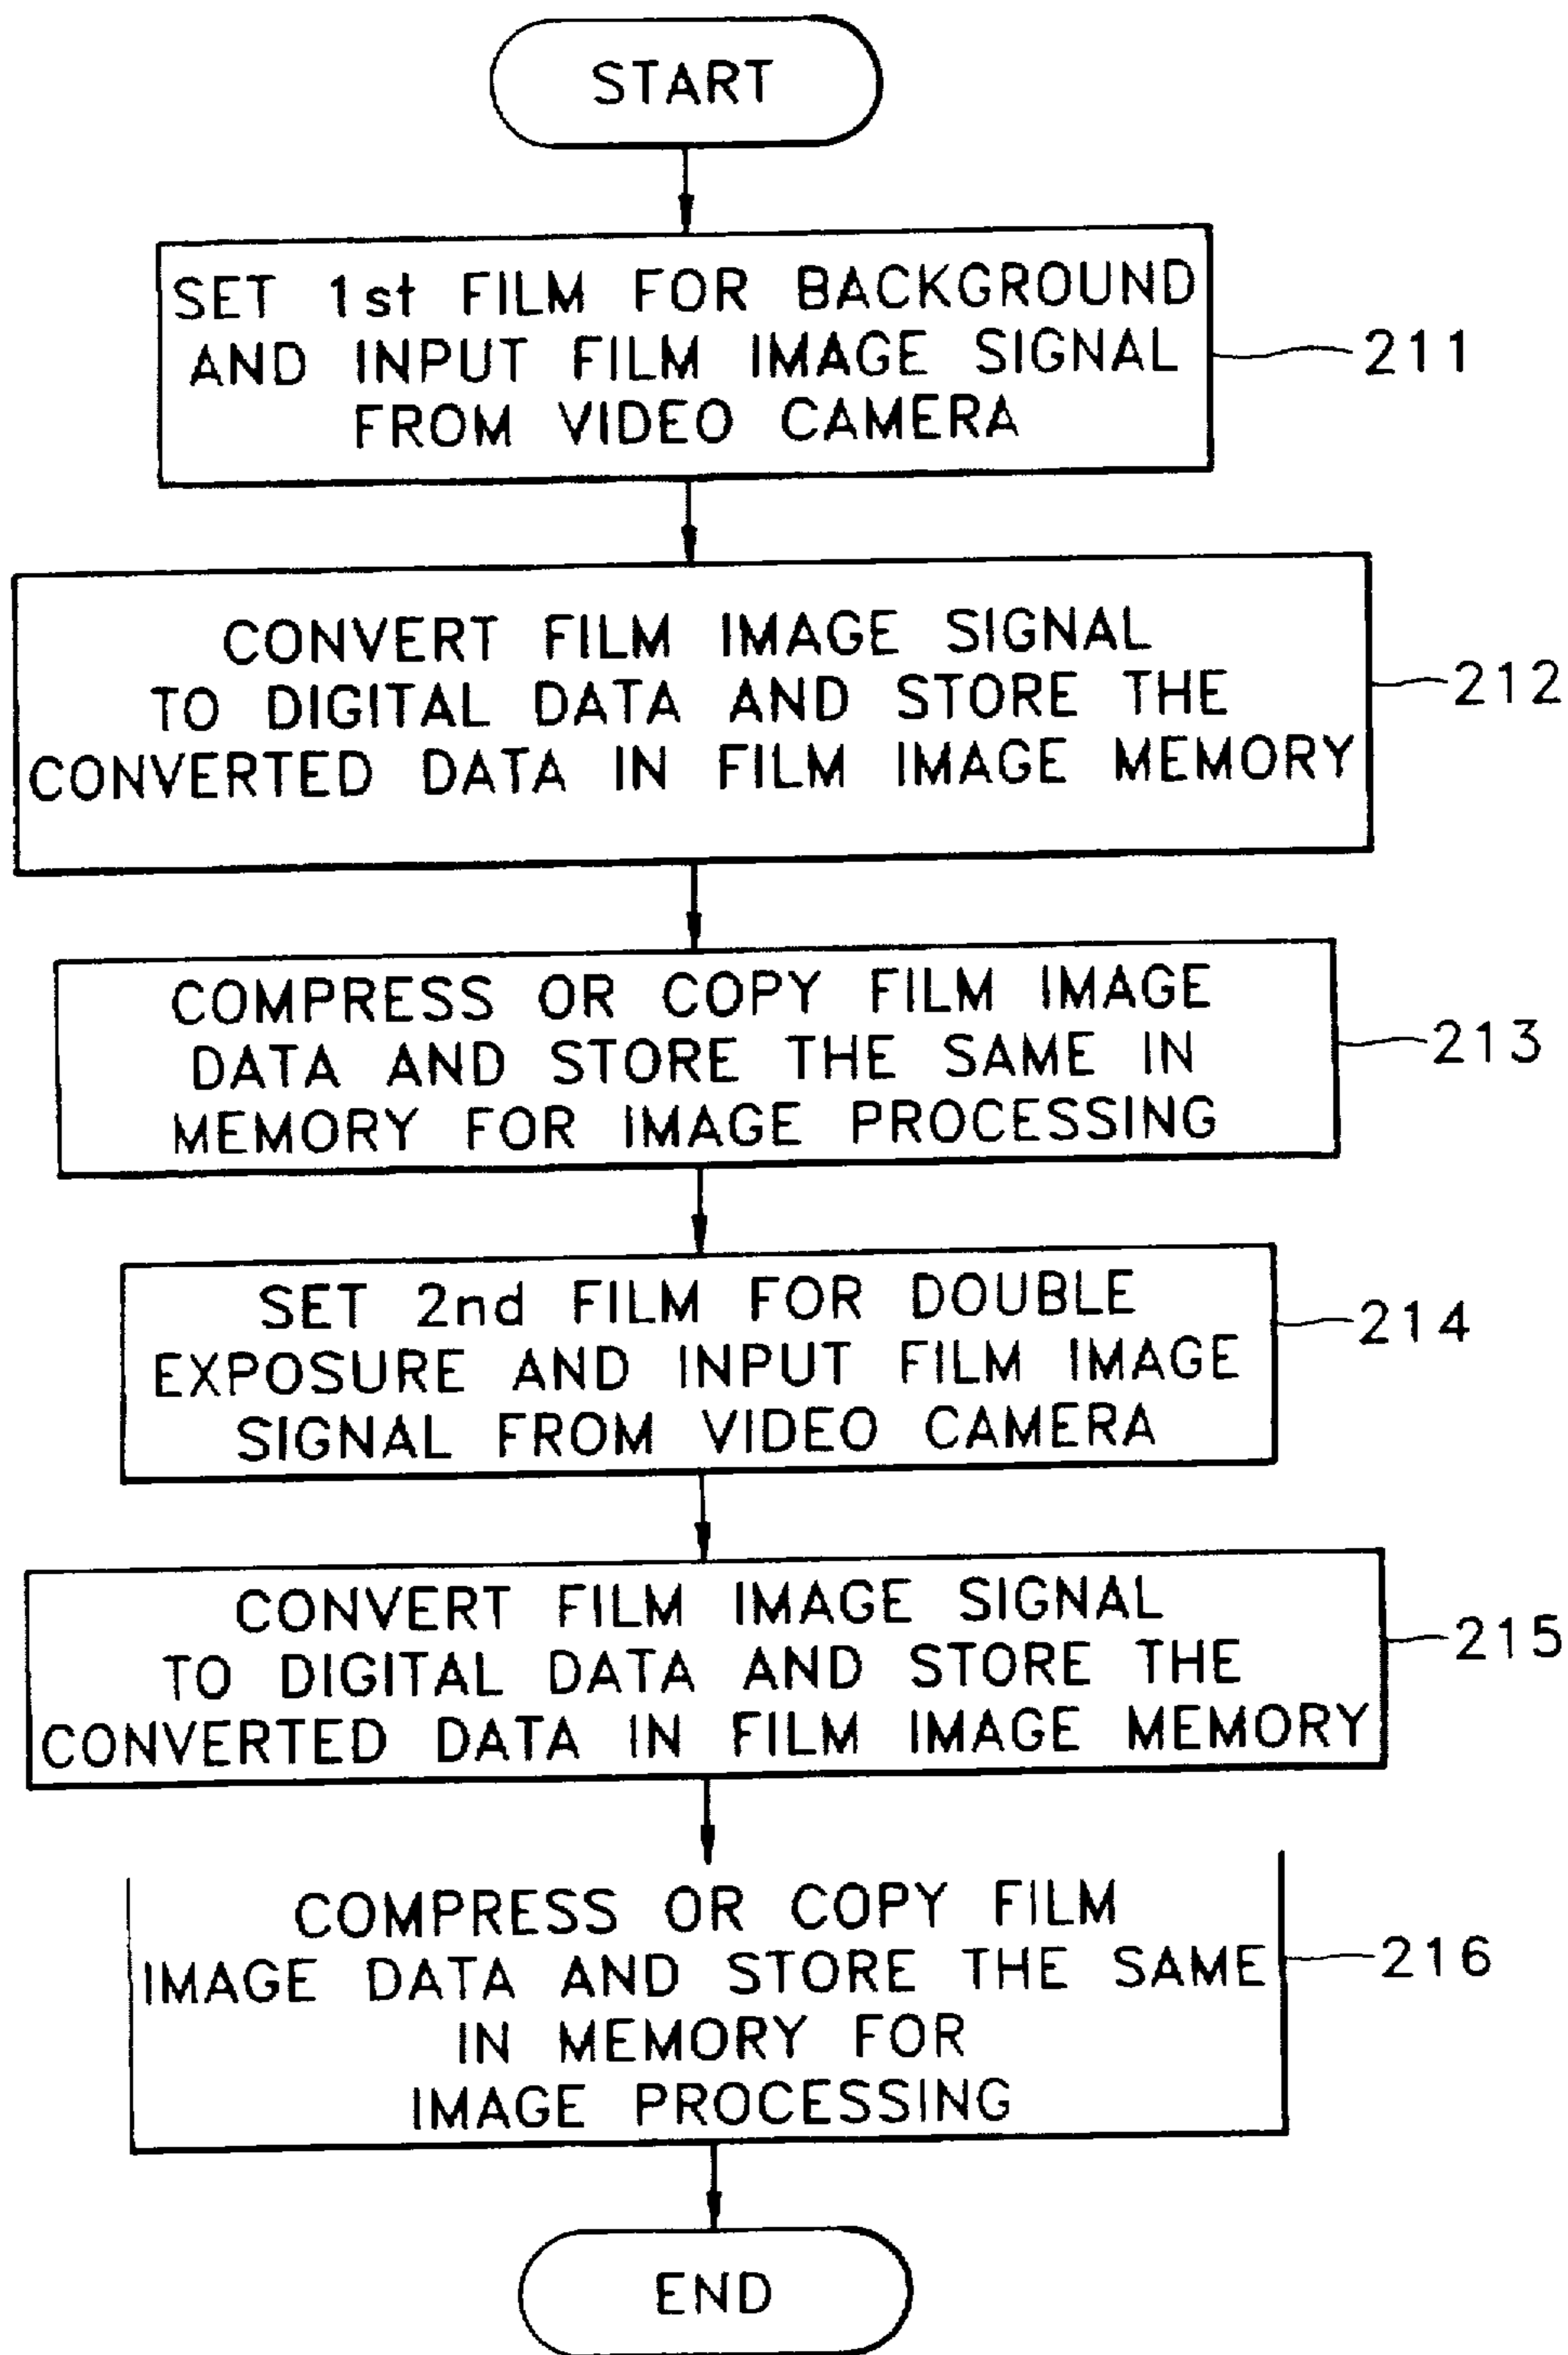 START
SET 1st FILM FOR BACKGROUND
AND INPUT FILM IMAGE SIGNAL
FROM VIDEO CAMERA
211
CONVERT FILM IMAGE SIGNAL
TO DIGITAL DATA AND STORE THE
CONVERTED DATA IN FILM IMAGE MEMORY
212
COMPRESS OR COPY FILM IMAGE
DATA AND STORE THE SAME IN
MEMORY FOR IMAGE PROCESSING
213
SET 2nd FILM FOR DOUBLE
EXPOSURE AND INPUT FILM IMAGE
SIGNAL FROM VIDEO CAMERA
214
CONVERT FILM IMAGE SIGNAL
TO DIGITAL DATA AND STORE THE
CONVERTED DATA IN FILM IMAGE MEMORY
215
COMPRESS OR COPY FILM
IMAGE DATA AND STORE THE SAME
IN MEMORY FOR
IMAGE PROCESSING
216
END